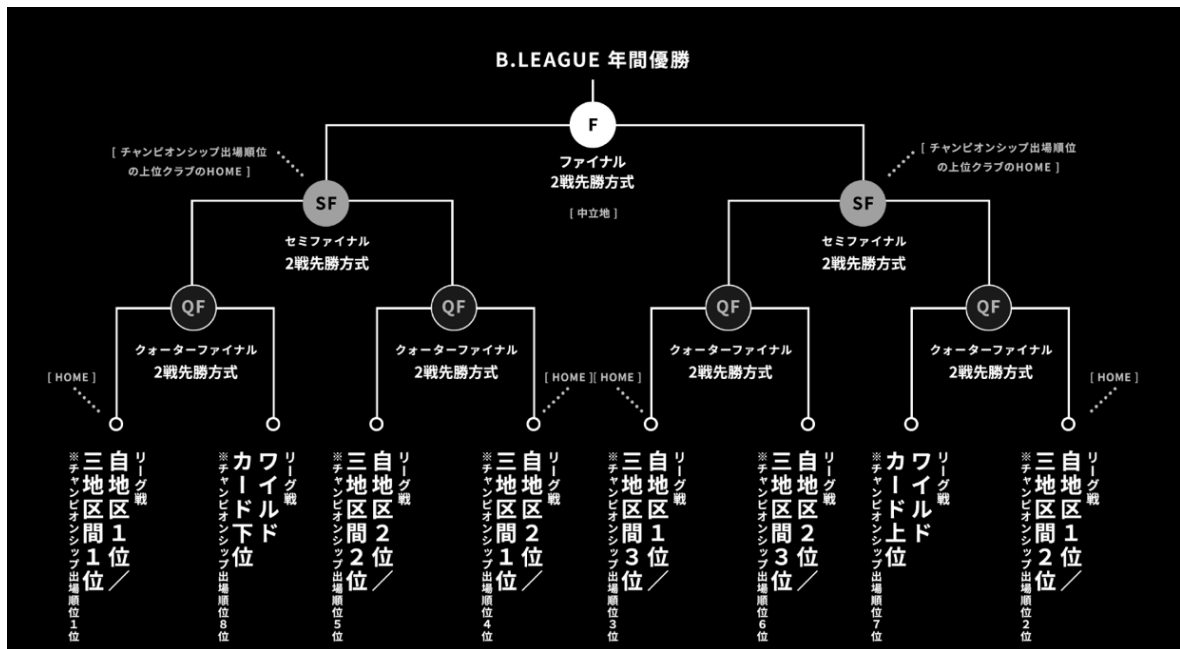 B.LEAGUE 年間優勝
F
ファイナル
2戦先勝方式
[ 中立地 ]
[ チャンピオンシップ出場順位
の上位クラブのHOME ]
SF
セミファイナル
2戦先勝方式
[ チャンピオンシップ出場順位
の上位クラブのHOME ]
SF
セミファイナル
2戦先勝方式
QF
クォーターファイナル
2戦先勝方式
QF
クォーターファイナル
2戦先勝方式
QF
クォーターファイナル
2戦先勝方式
QF
クォーターファイナル
2戦先勝方式
[ HOME ]
[ HOME ]
[ HOME ]
[ HOME ]
リーグ戦
自地区1位／
三地区間1位
※チャンピオンシップ出場順位1位
リーグ戦
ワイルド
カード下位
※チャンピオンシップ出場順位8位
リーグ戦
自地区2位／
三地区間2位
※チャンピオンシップ出場順位5位
リーグ戦
自地区2位／
三地区間1位
※チャンピオンシップ出場順位4位
リーグ戦
自地区1位／
三地区間3位
※チャンピオンシップ出場順位3位
リーグ戦
自地区2位／
三地区間3位
※チャンピオンシップ出場順位6位
リーグ戦
ワイルド
カード上位
※チャンピオンシップ出場順位7位
リーグ戦
自地区1位／
三地区間2位
※チャンピオンシップ出場順位2位